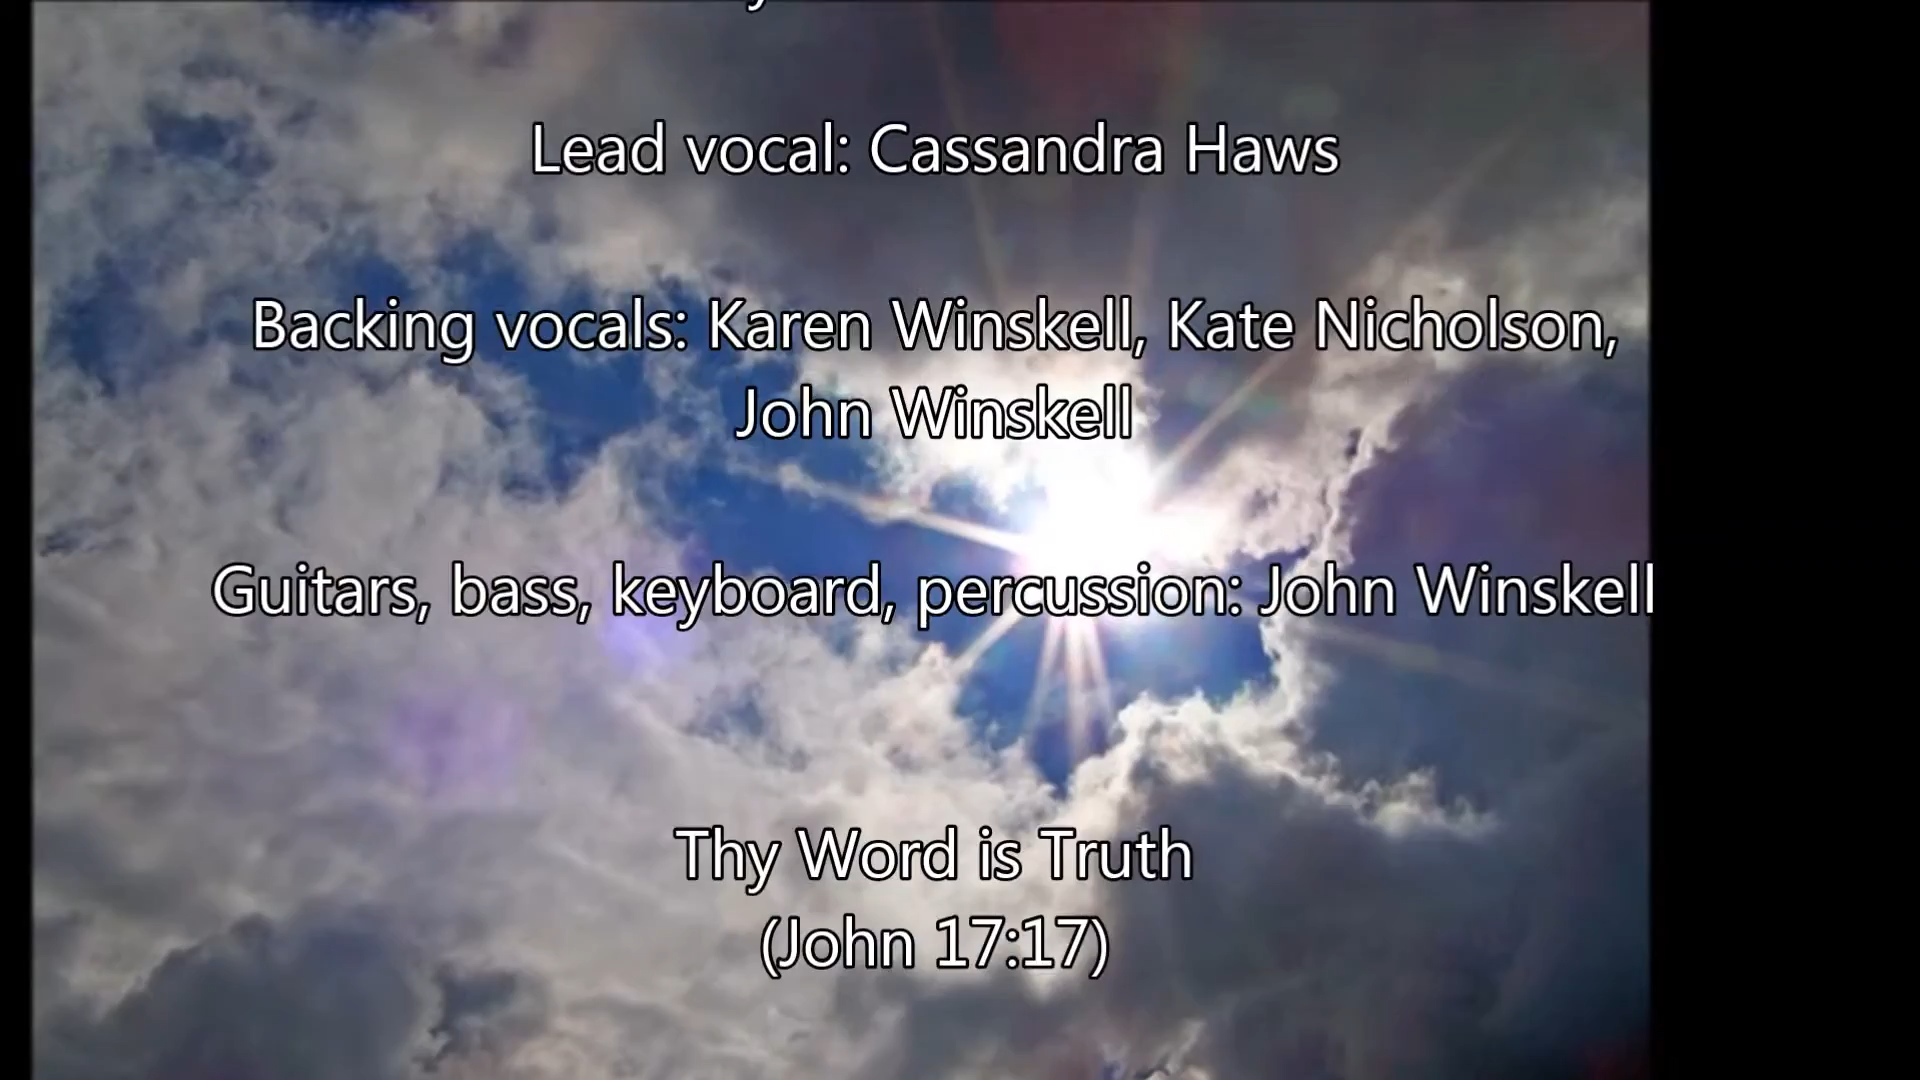 Lead vocal: Cassandra Haws
Backing vocals: Karen Winskell, Kate Nicholson,
John Winskell
Guitars, bass, keyboard, percussion: John Winskell
Thy Word is Truth
(John 17:17)